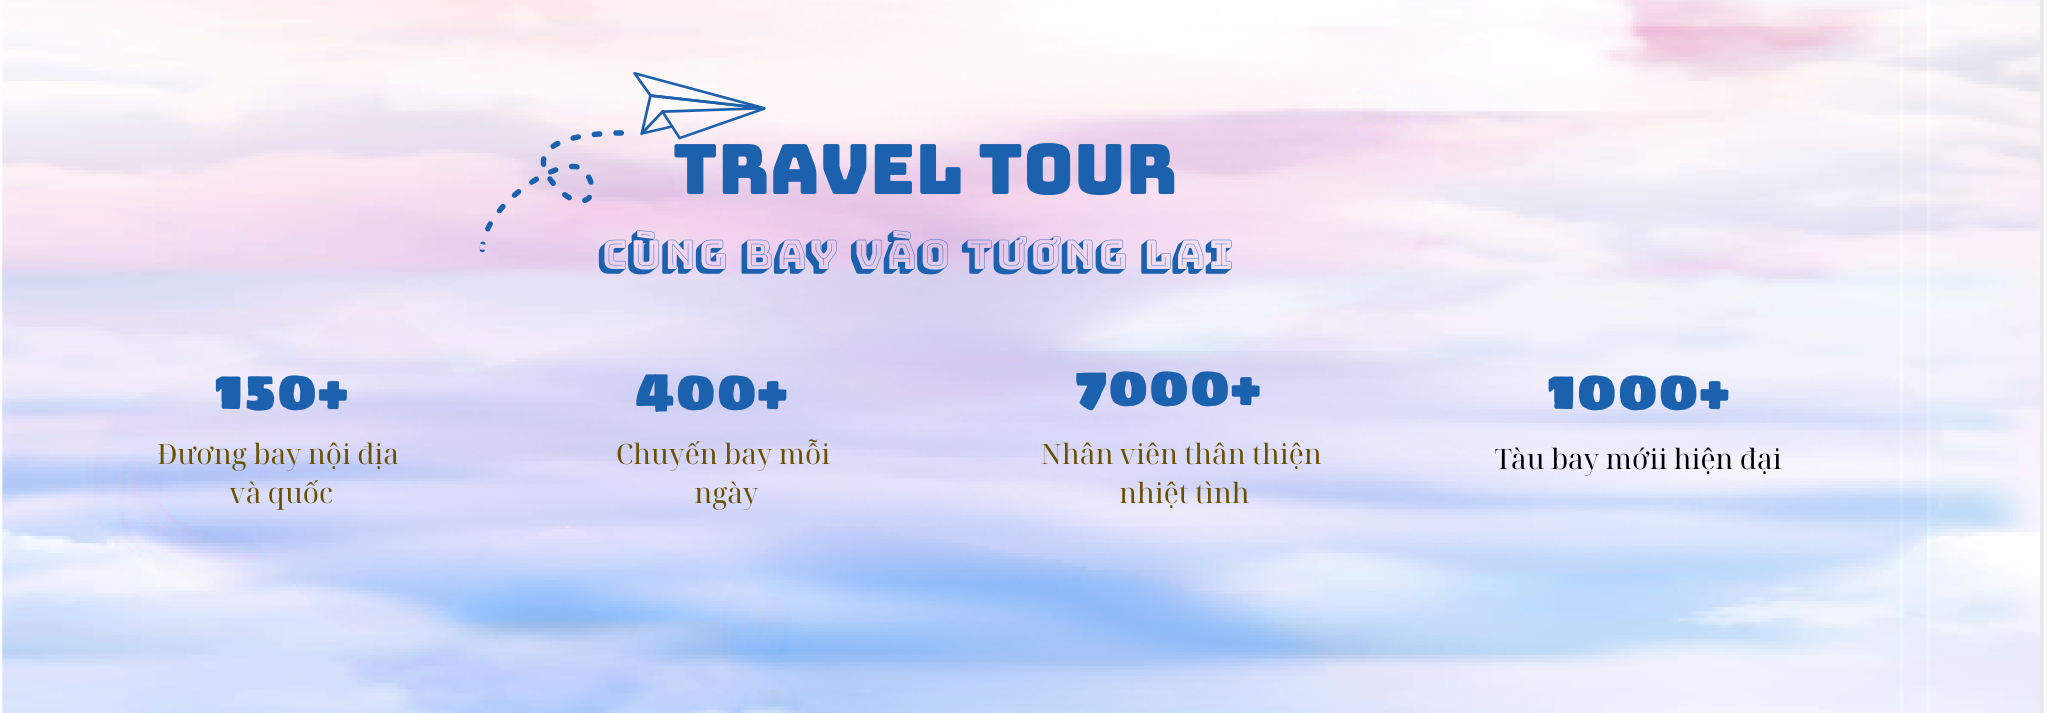 TRAVEL TOUR
CÙNG BAY VÀO TƯƠNG LAI
150+
400+
7000+
1000+
Đương bay nội địa
và quốc
Chuyến bay mỗi
ngày
Nhân viên thân thiện
nhiệt tình
Tàu bay mớii hiện đại